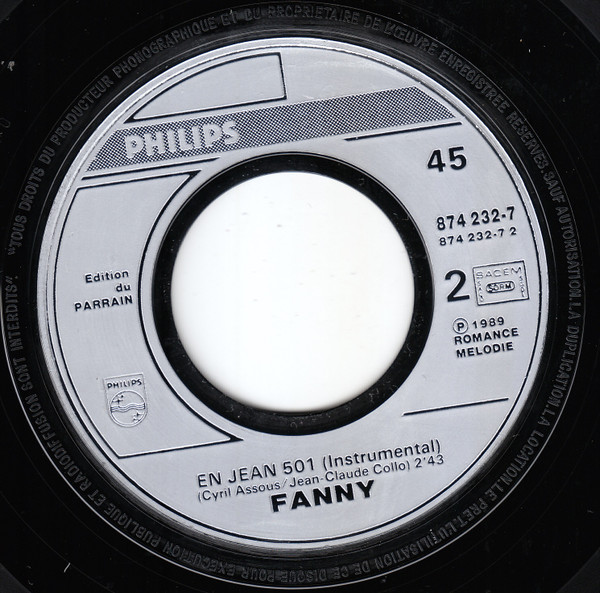 "TOUS DROITS DU PRODUCTEUR PHONOGRAPHIQUE ET DU PROPRIETAIRE DE L'ŒUVRE ENREGISTREE RESERVES. SAUF AUTORISATION, LA DUPLICATION, LA LOCATION, LE PRET, L'UTILISATION DE CE DISQUE POUR EXECUTION PUBLIQUE ET RADIODIFFUSION SONT INTERDITS".
PHILIPS
45
874 232-7
874 232-7 2
Edition
du
PARRAIN
2
SACEM
SDRM
℗ 1989
ROMANCE
MELODIE
PHILIPS
EN JEAN 501 (Instrumental)
(Cyril Assous/Jean-Claude Collo) 2'43
FANNY